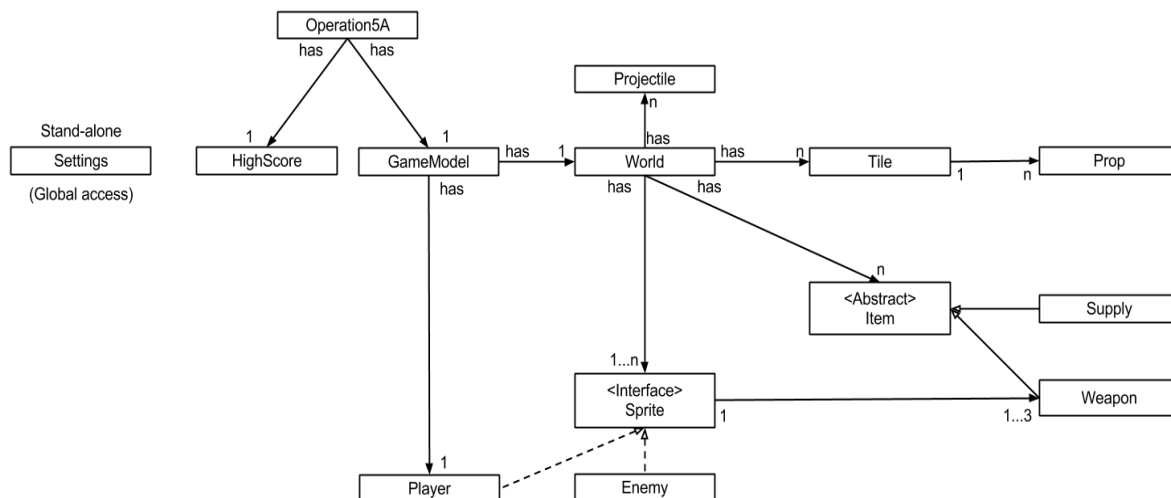 Operation5A
has
has
Projectile
n
Stand-alone
1
1
has
Settings
HighScore
GameModel
has
1
World
has
n
Tile
1
n
Prop
(Global access)
has
has
has
n
<Abstract>
Item
Supply
1...n
<Interface>
Sprite
1
1...3
Weapon
1
Player
Enemy